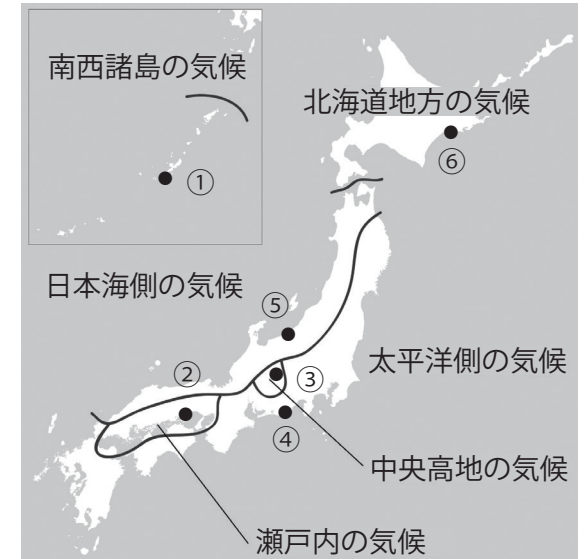 南西諸島の気候
北海道地方の気候
⑥
①
日本海側の気候
⑤
太平洋側の気候
②
③
④
中央高地の気候
瀬戸内の気候